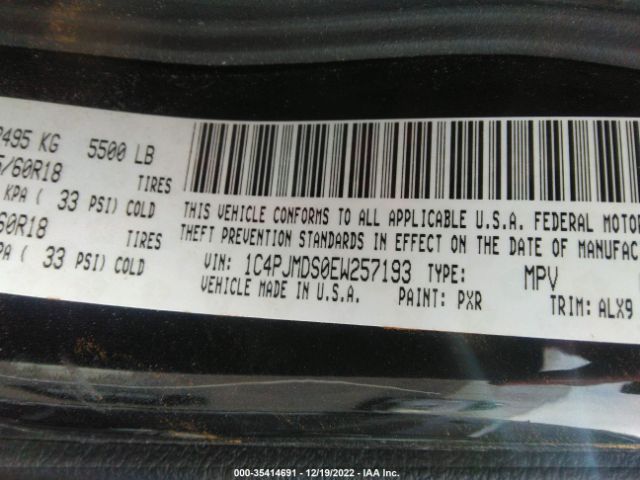 2495 KG 5500 LB
5/60R18 TIRES
KPA ( 33 PSI) COLD
60R18 TIRES
PA ( 33 PSI) COLD
THIS VEHICLE CONFORMS TO ALL APPLICABLE U.S.A. FEDERAL MOTOR
THEFT PREVENTION STANDARDS IN EFFECT ON THE DATE OF MANUFAC
VIN: 1C4PJMDS0EW257193 TYPE: MPV
VEHICLE MADE IN U.S.A. PAINT: PXR TRIM: ALX9
000-35414691 - 12/19/2022 - IAA Inc.